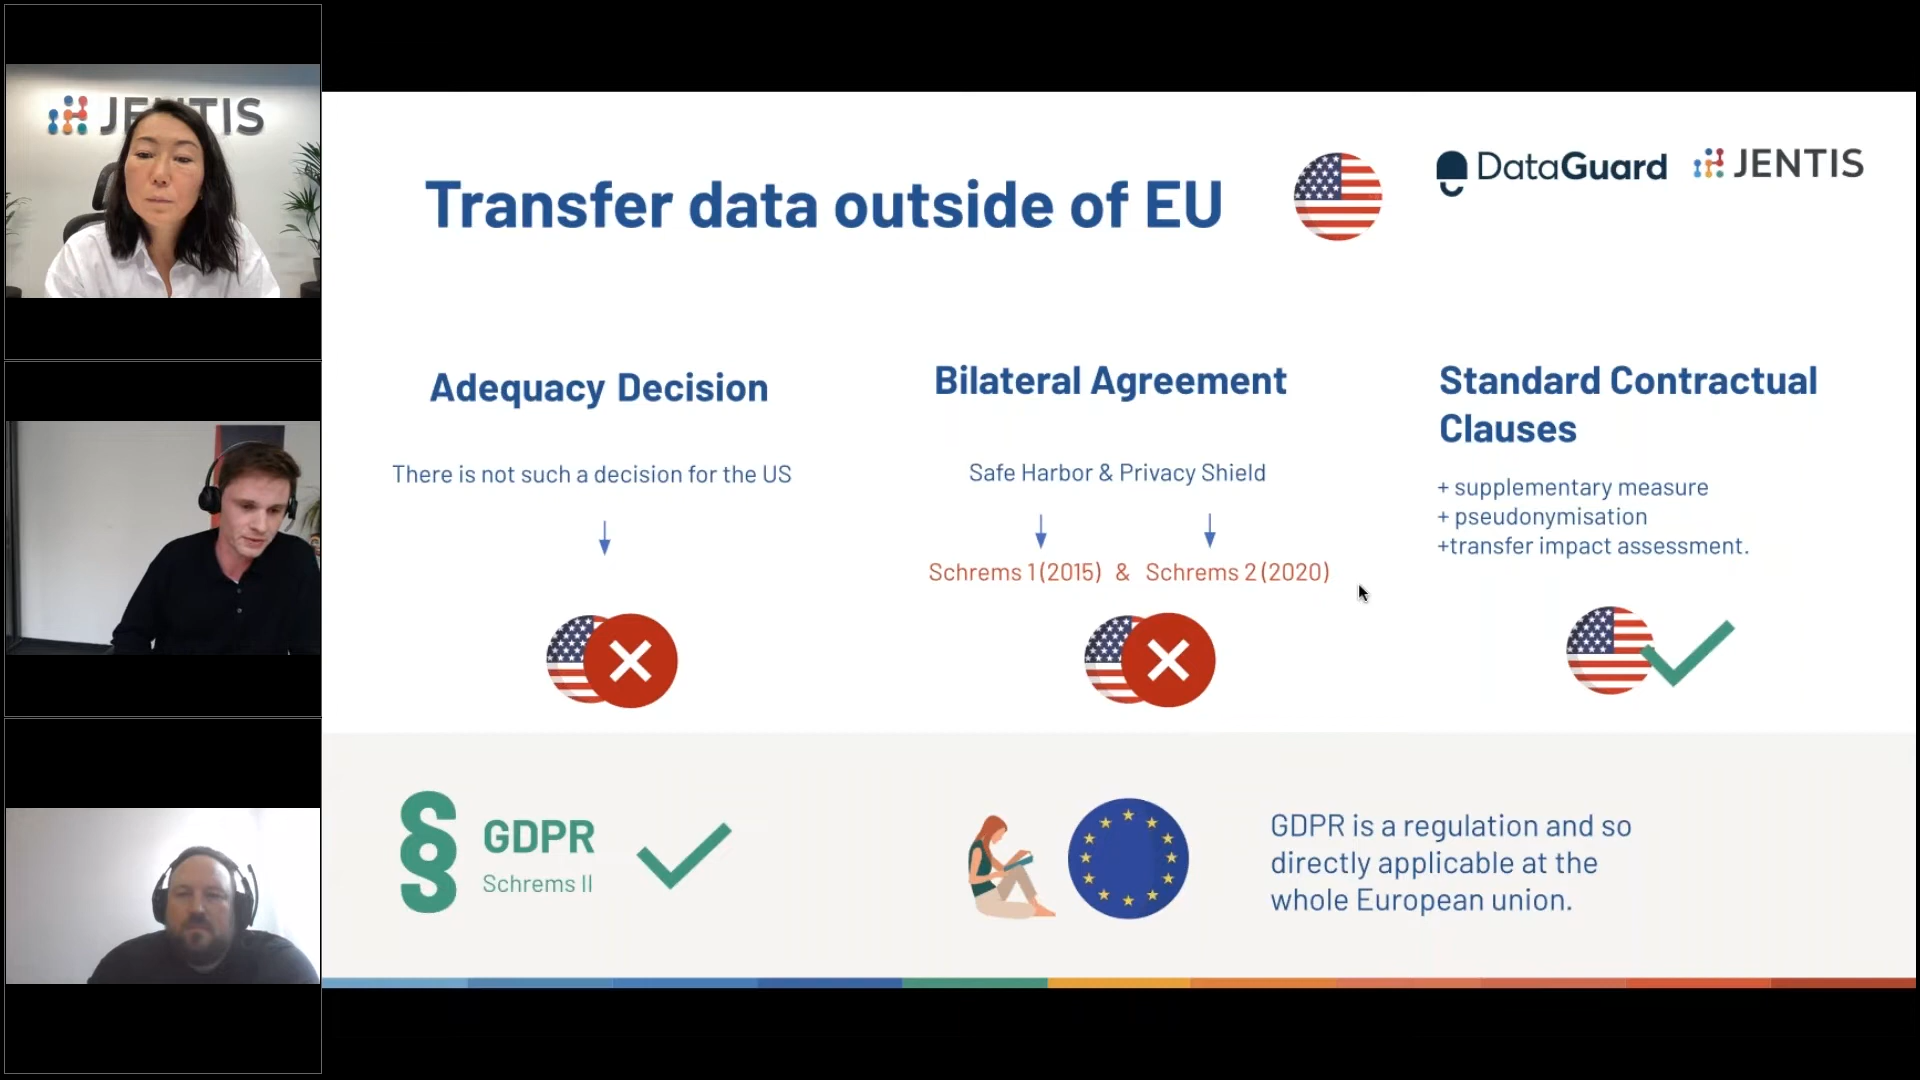 JENTIS
Transfer data outside of EU
DataGuard
JENTIS
Adequacy Decision
There is not such a decision for the US
Bilateral Agreement
Safe Harbor & Privacy Shield
Schrems 1 (2015) & Schrems 2 (2020)
Standard Contractual
Clauses
+ supplementary measure
+ pseudonymisation
+transfer impact assessment.
§ GDPR
Schrems II
GDPR is a regulation and so
directly applicable at the
whole European union.